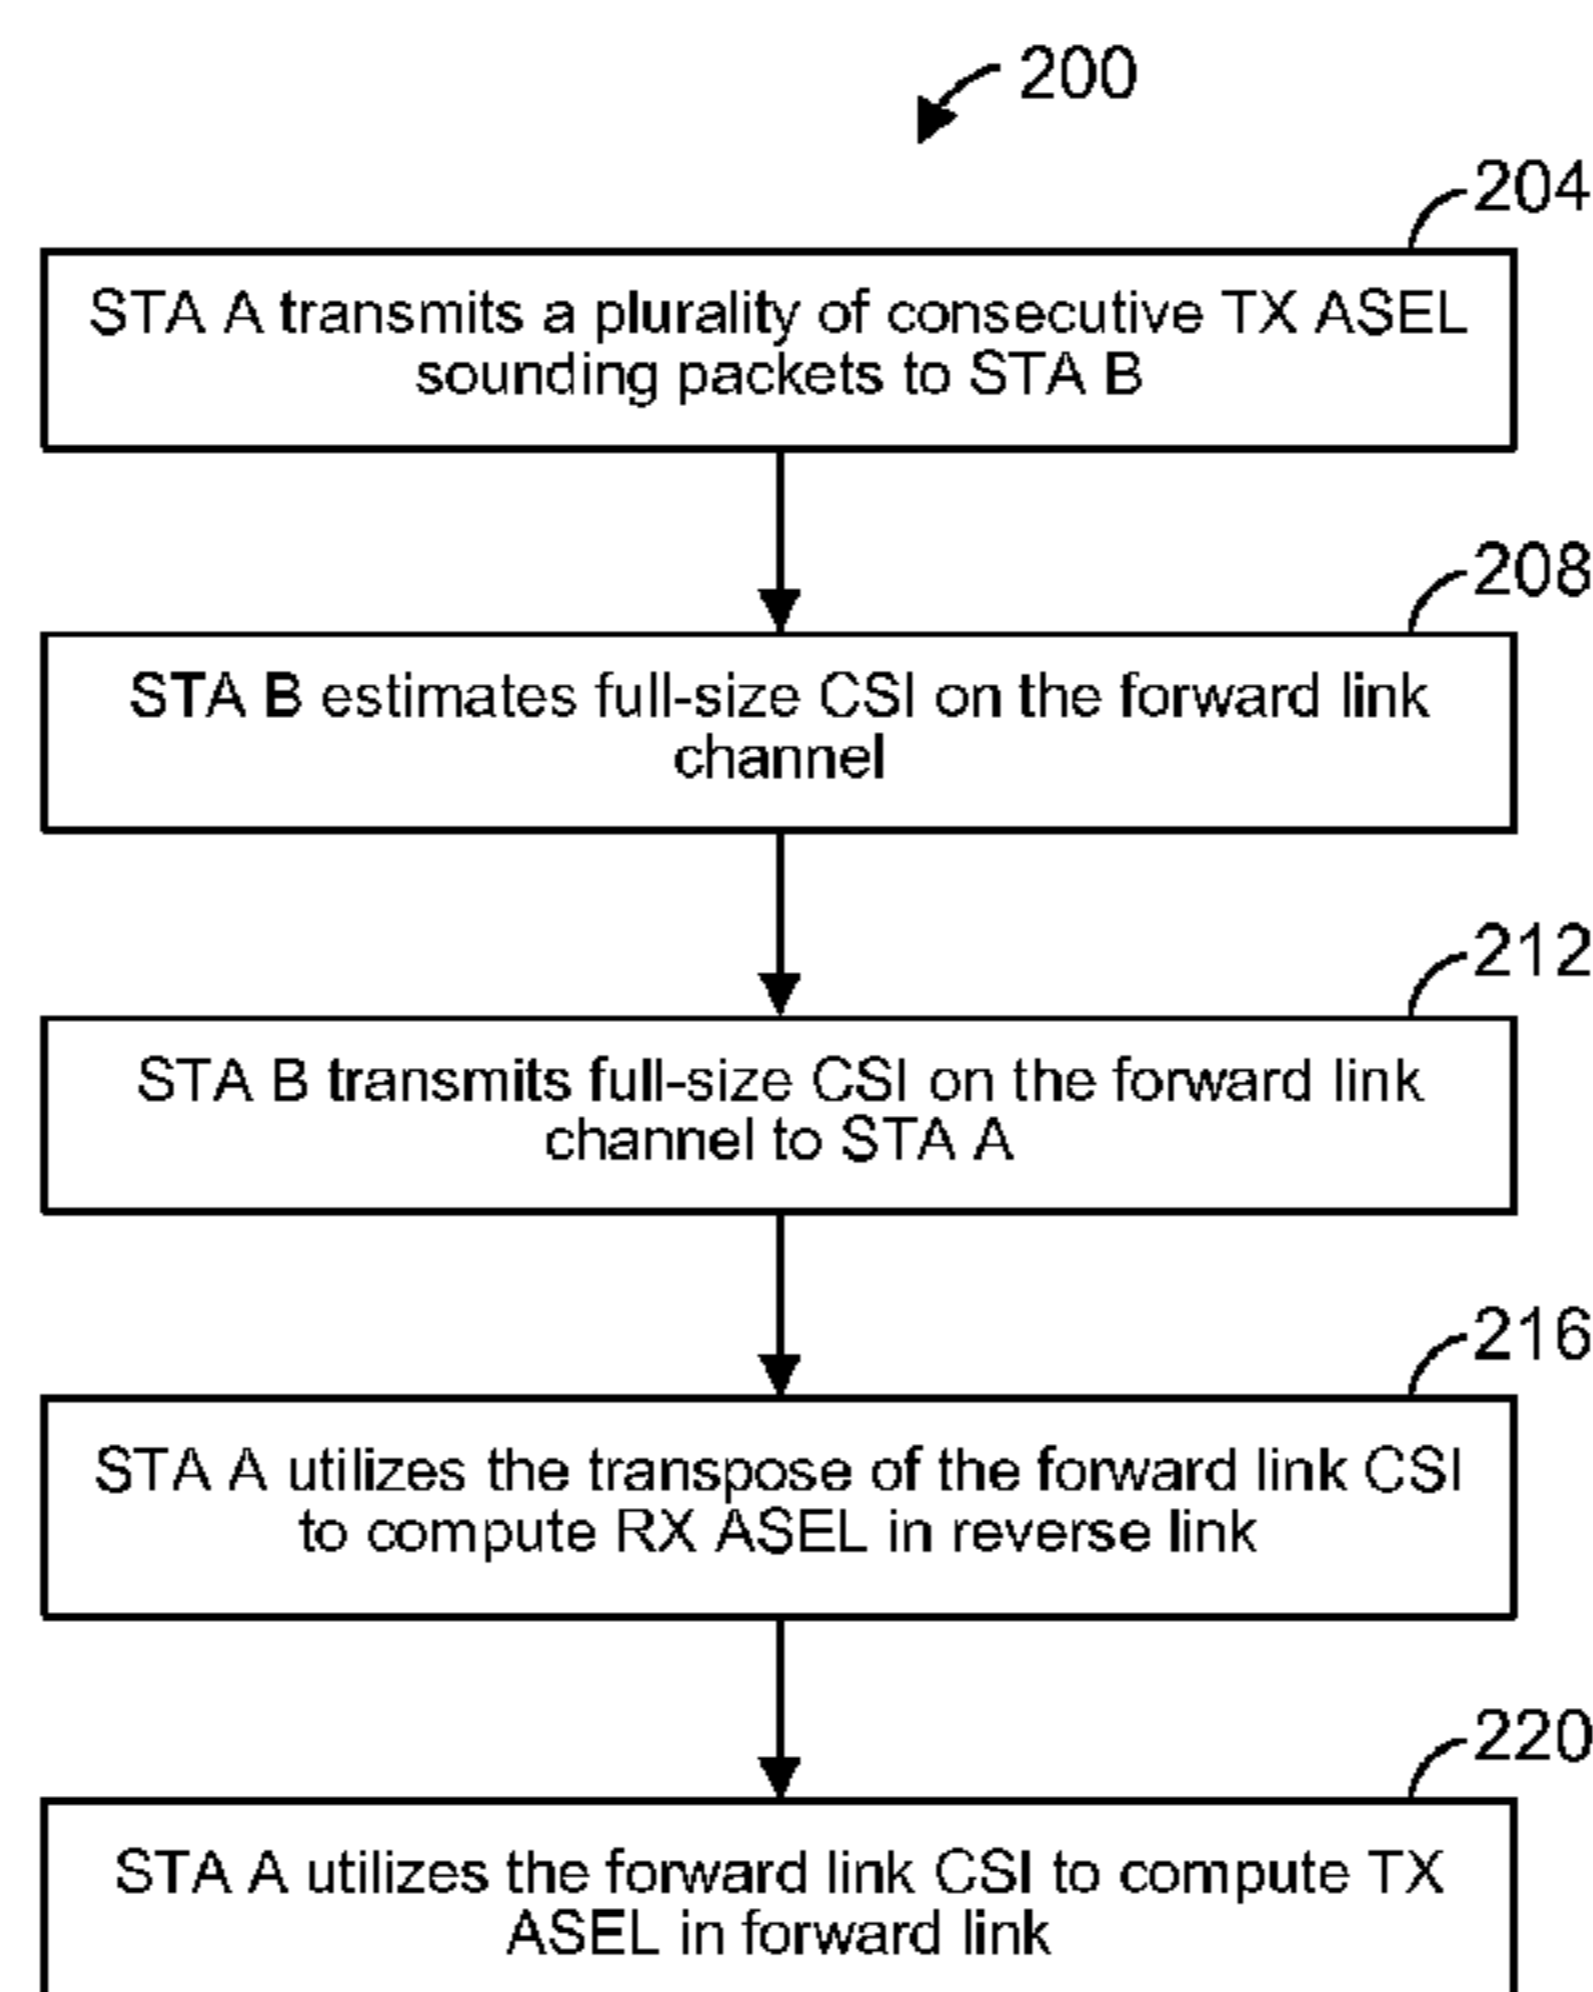 200
204
STA A transmits a plurality of consecutive TX ASEL
sounding packets to STA B
208
STA B estimates full-size CSI on the forward link
channel
212
STA B transmits full-size CSI on the forward link
channel to STA A
216
STA A utilizes the transpose of the forward link CSI
to compute RX ASEL in reverse link
220
STA A utilizes the forward link CSI to compute TX
ASEL in forward link